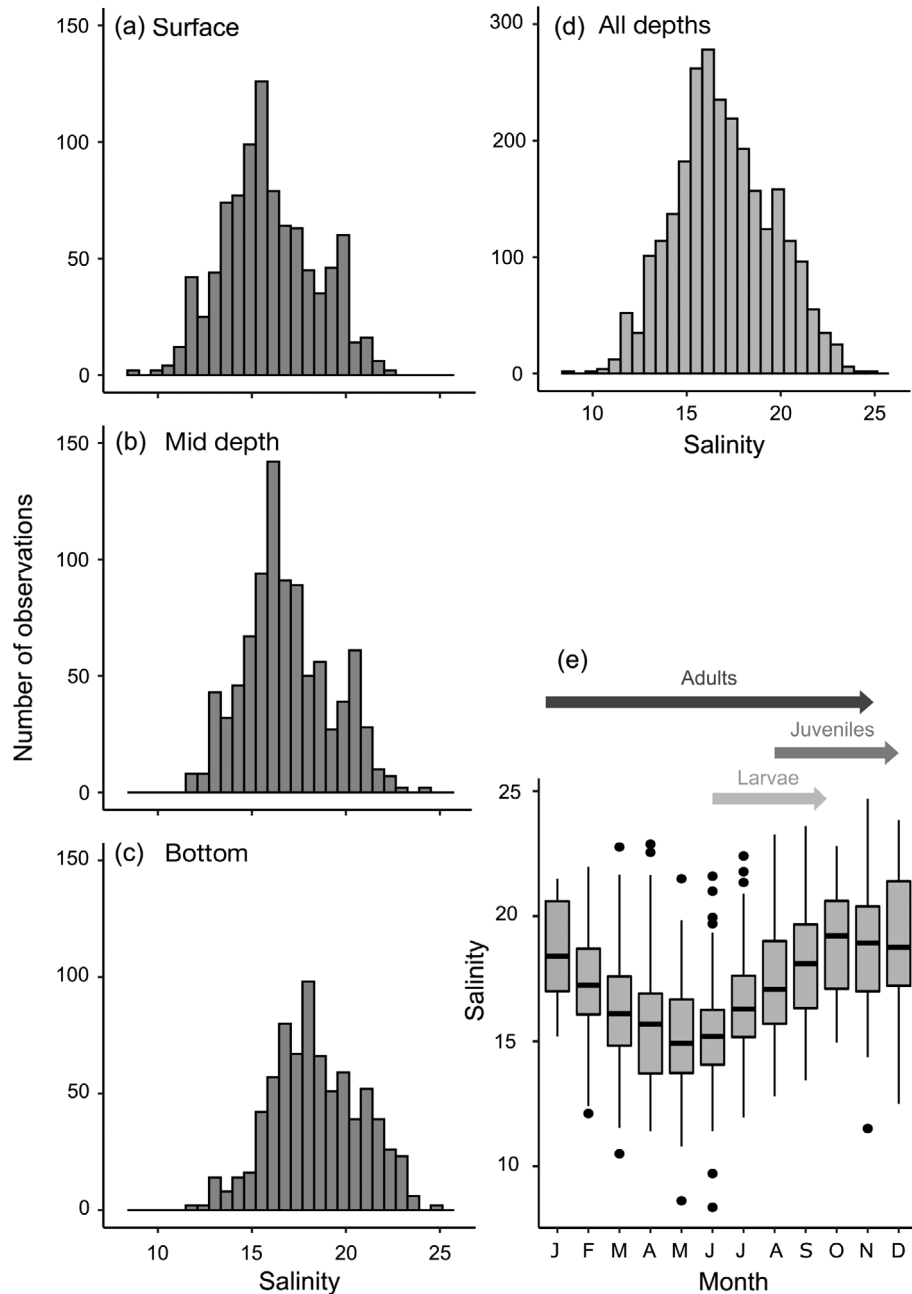 (a) Surface
150
100
50
0
(b) Mid depth
150
100
50
0
(c) Bottom
150
100
50
0
10 15 20 25
Salinity
Number of observations
(d) All depths
300
200
100
0
10 15 20 25
Salinity
(e)
Adults
Juveniles
Larvae
25
20
15
10
Salinity
J F M A M J J A S O N D
Month